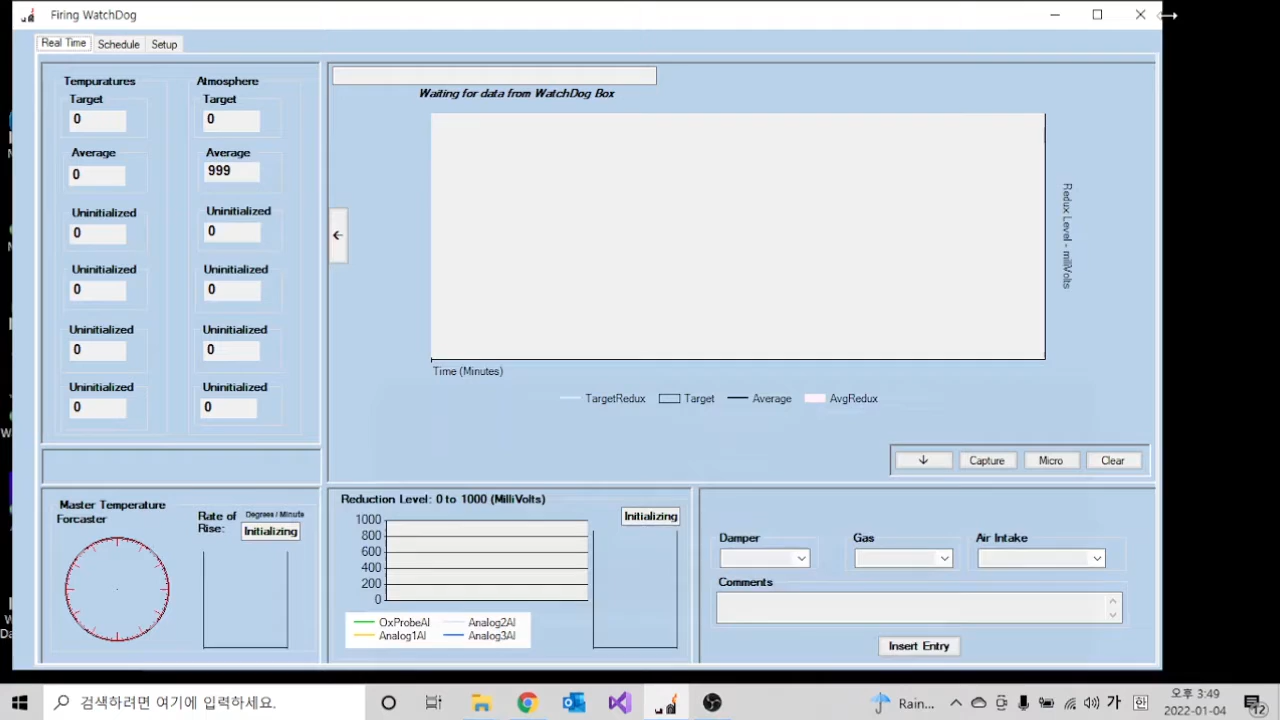 Firing WatchDog
Real Time Schedule Setup
Tempuratures Atmosphere
Target Target
0 0
Average Average
0 999
Uninitialized Uninitialized
0 0
Uninitialized Uninitialized
0 0
Uninitialized Uninitialized
0 0
Uninitialized Uninitialized
0 0
Waiting for data from WatchDog Box
Redux Level - milliVolts
Time (Minutes)
TargetRedux Target Average AvgRedux
Capture Micro Clear
Master Temperature
Forcaster
Rate of
Rise:
Degrees / Minute
Initializing
Reduction Level: 0 to 1000 (MilliVolts)
Initializing
1000
800
600
400
200
0
OxProbeAI Analog2AI
Analog1AI Analog3AI
Damper Gas Air Intake
Comments
Insert Entry
검색하려면 여기에 입력하세요.
Rain...
가
한
오후 3:49
2022-01-04
12